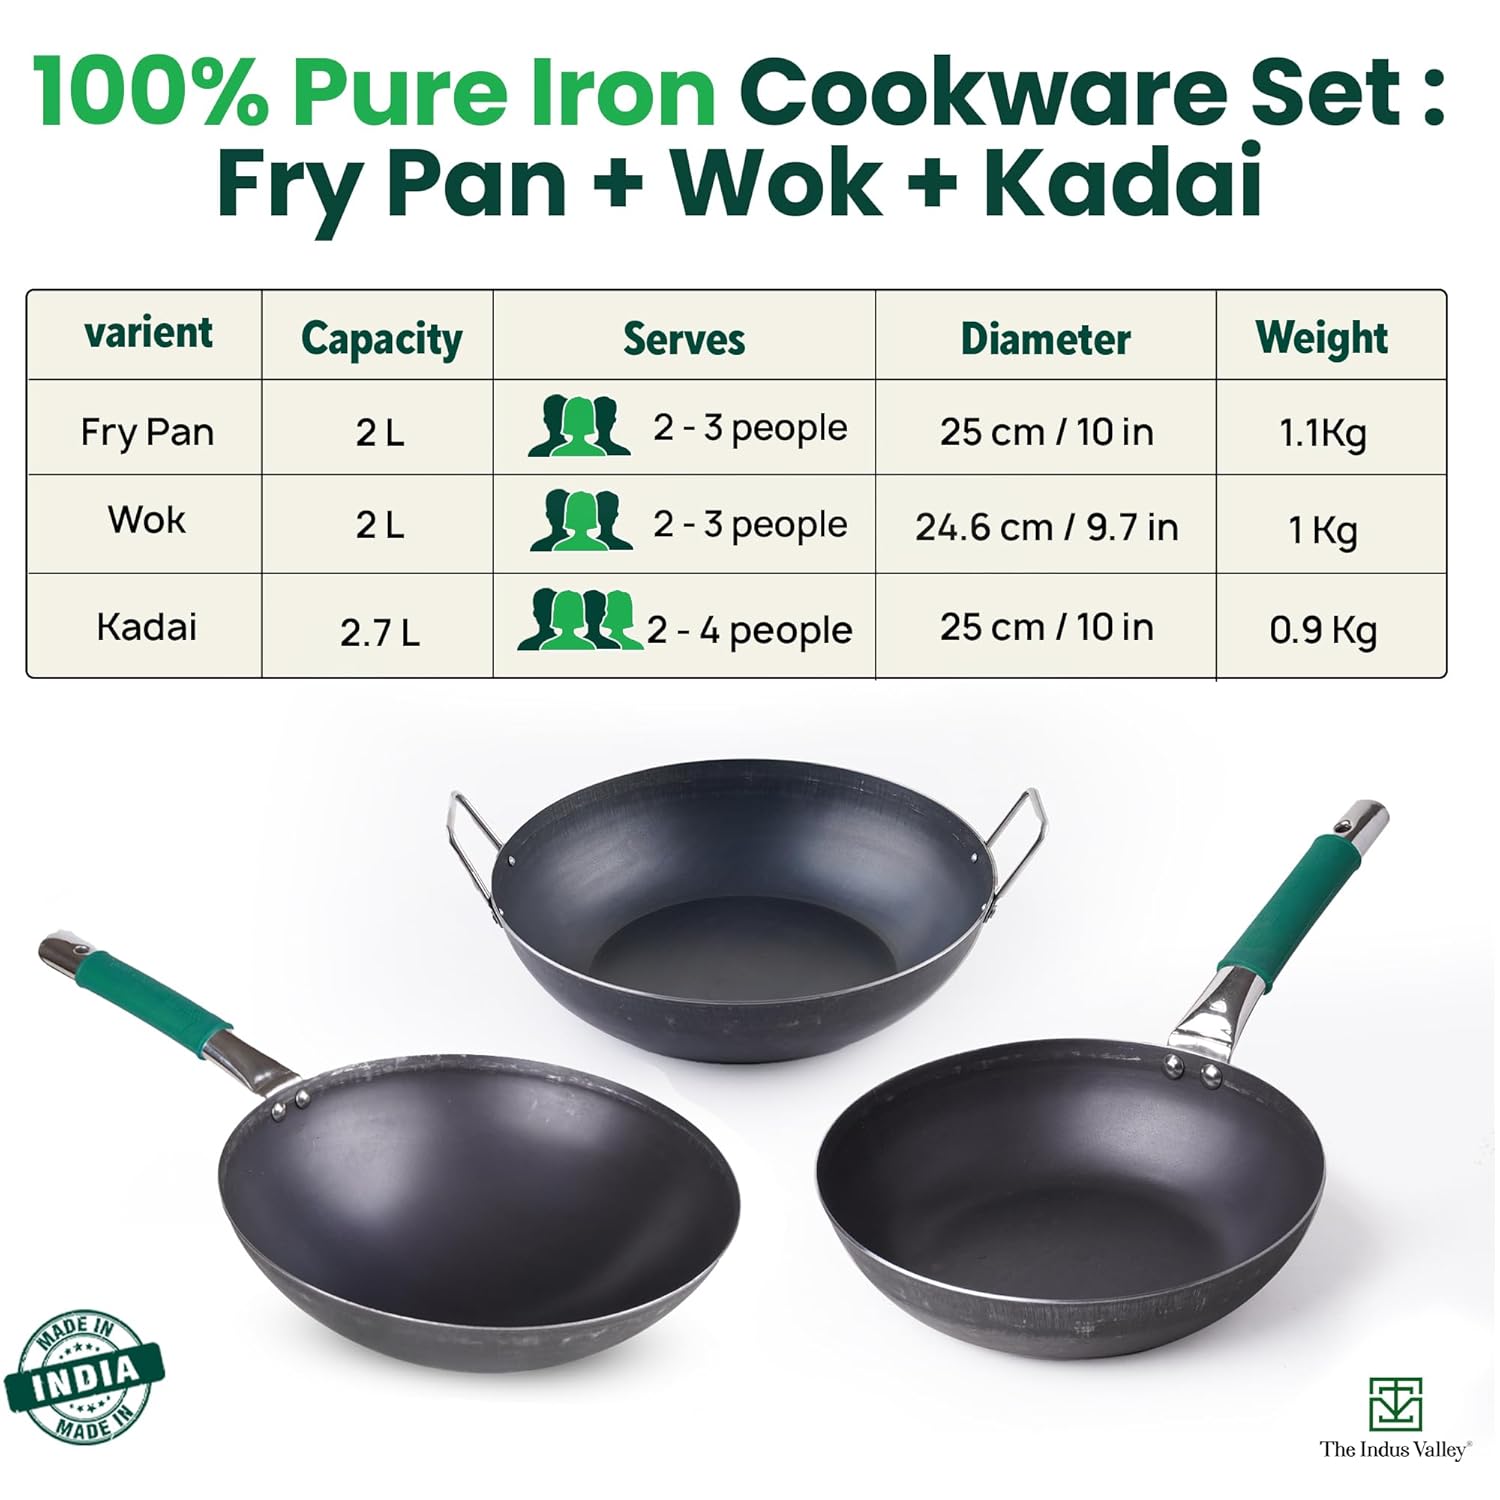 100% Pure Iron Cookware Set :
Fry Pan + Wok + Kadai
varient Capacity Serves Diameter Weight
Fry Pan 2 L 2 - 3 people 25 cm / 10 in 1.1Kg
Wok 2 L 2 - 3 people 24.6 cm / 9.7 in 1 Kg
Kadai 2.7 L 2 - 4 people 25 cm / 10 in 0.9 Kg
MADE IN
INDIA
MADE IN
The Indus Valley®